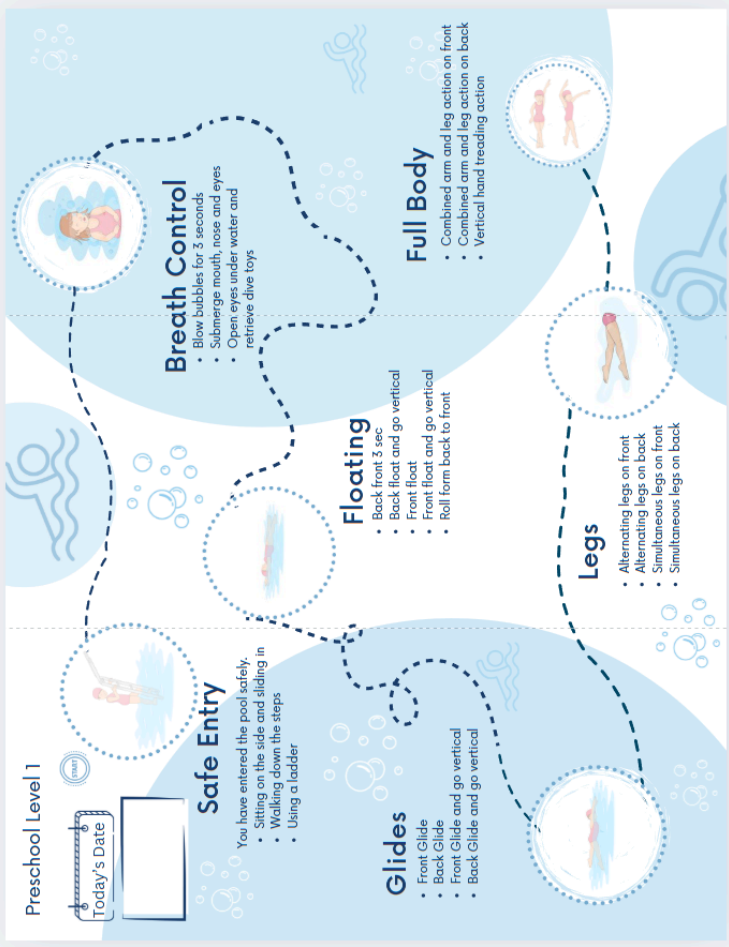 Preschool Level 1
START
Today's Date
Safe Entry
You have entered the pool safely.
• Sitting on the side and sliding in
• Walking down the steps
• Using a ladder
Breath Control
• Blow bubbles for 3 seconds
• Submerge mouth, nose and eyes
• Open eyes under water and
retrieve dive toys
Floating
• Back front 3 sec
• Back float and go vertical
• Front float
• Front float and go vertical
• Roll form back to front
Glides
• Front Glide
• Back Glide
• Front Glide and go vertical
• Back Glide and go vertical
Legs
• Alternating legs on front
• Alternating legs on back
• Simultaneous legs on front
• Simultaneous legs on back
Full Body
• Combined arm and leg action on front
• Combined arm and leg action on back
• Vertical hand treading action